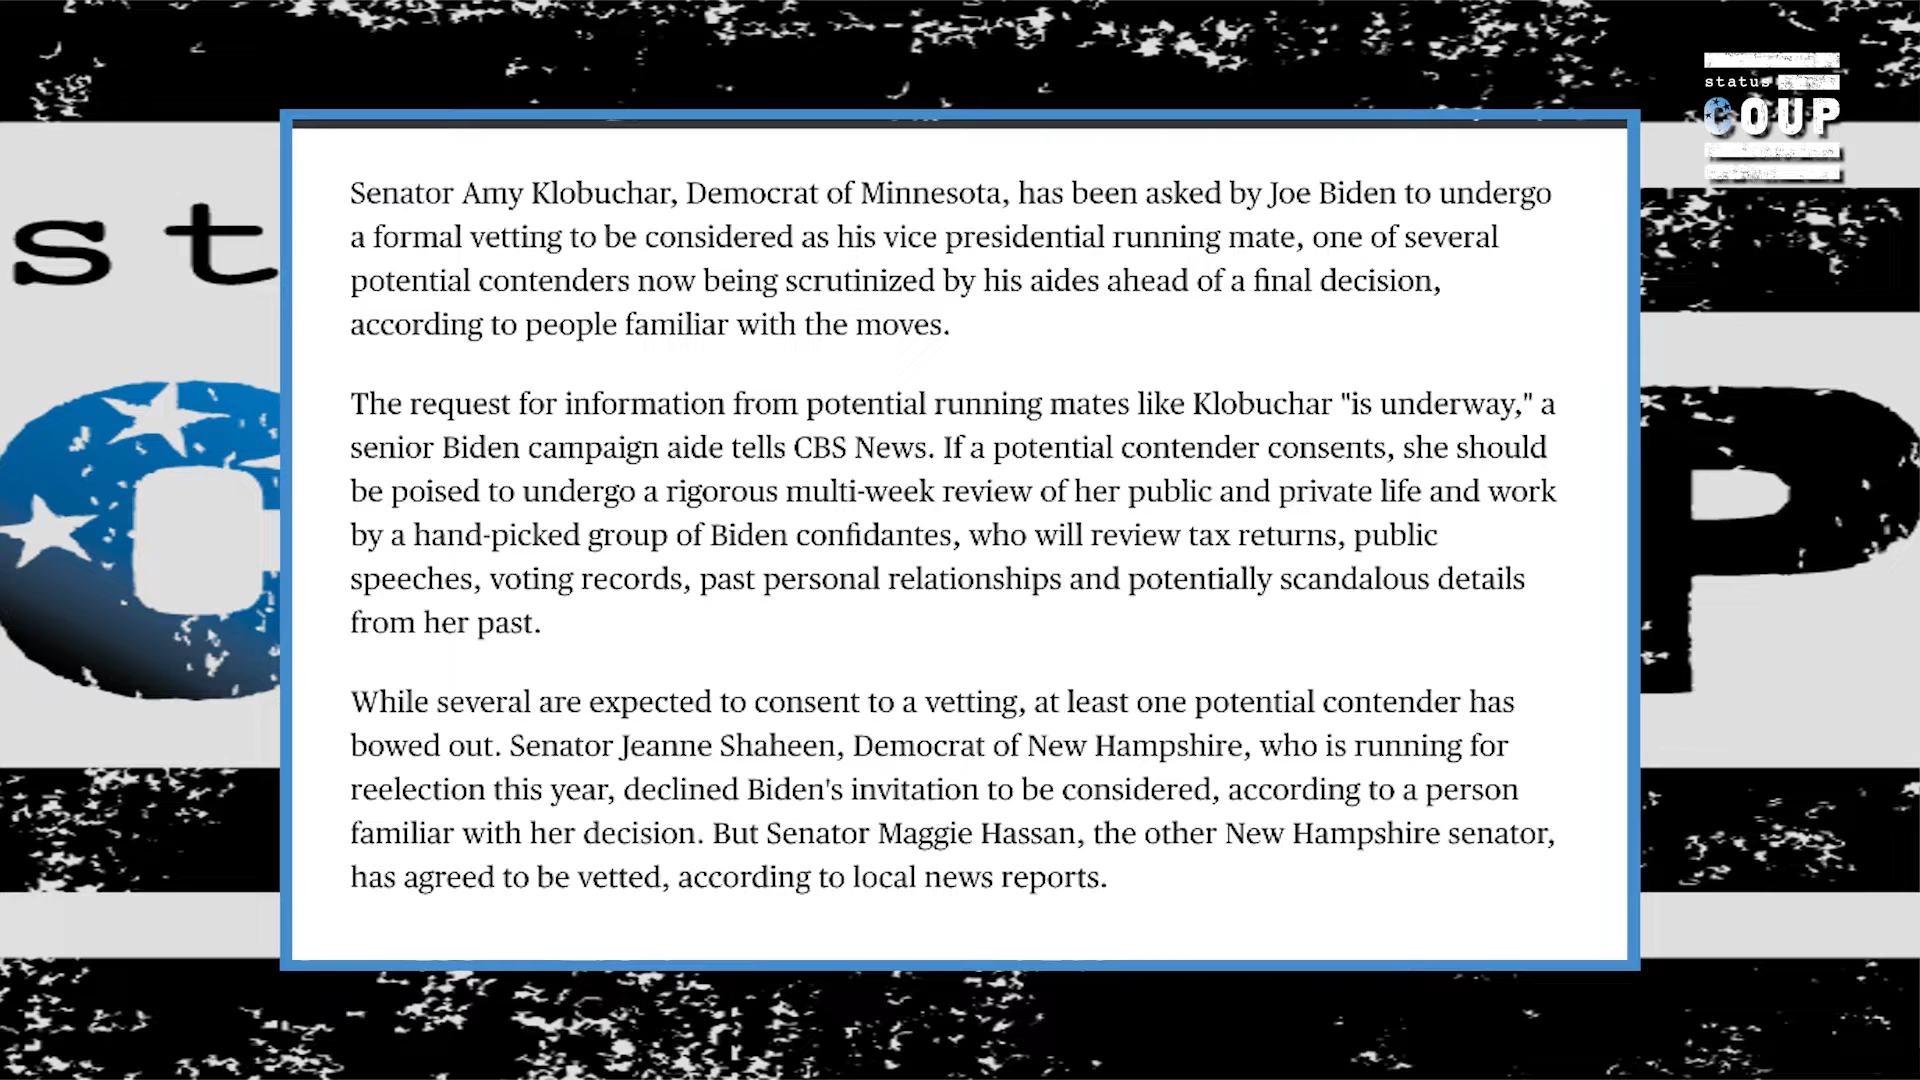 status
COUP
st
C
P
Senator Amy Klobuchar, Democrat of Minnesota, has been asked by Joe Biden to undergo
a formal vetting to be considered as his vice presidential running mate, one of several
potential contenders now being scrutinized by his aides ahead of a final decision,
according to people familiar with the moves.
The request for information from potential running mates like Klobuchar "is underway," a
senior Biden campaign aide tells CBS News. If a potential contender consents, she should
be poised to undergo a rigorous multi-week review of her public and private life and work
by a hand-picked group of Biden confidantes, who will review tax returns, public
speeches, voting records, past personal relationships and potentially scandalous details
from her past.
While several are expected to consent to a vetting, at least one potential contender has
bowed out. Senator Jeanne Shaheen, Democrat of New Hampshire, who is running for
reelection this year, declined Biden's invitation to be considered, according to a person
familiar with her decision. But Senator Maggie Hassan, the other New Hampshire senator,
has agreed to be vetted, according to local news reports.